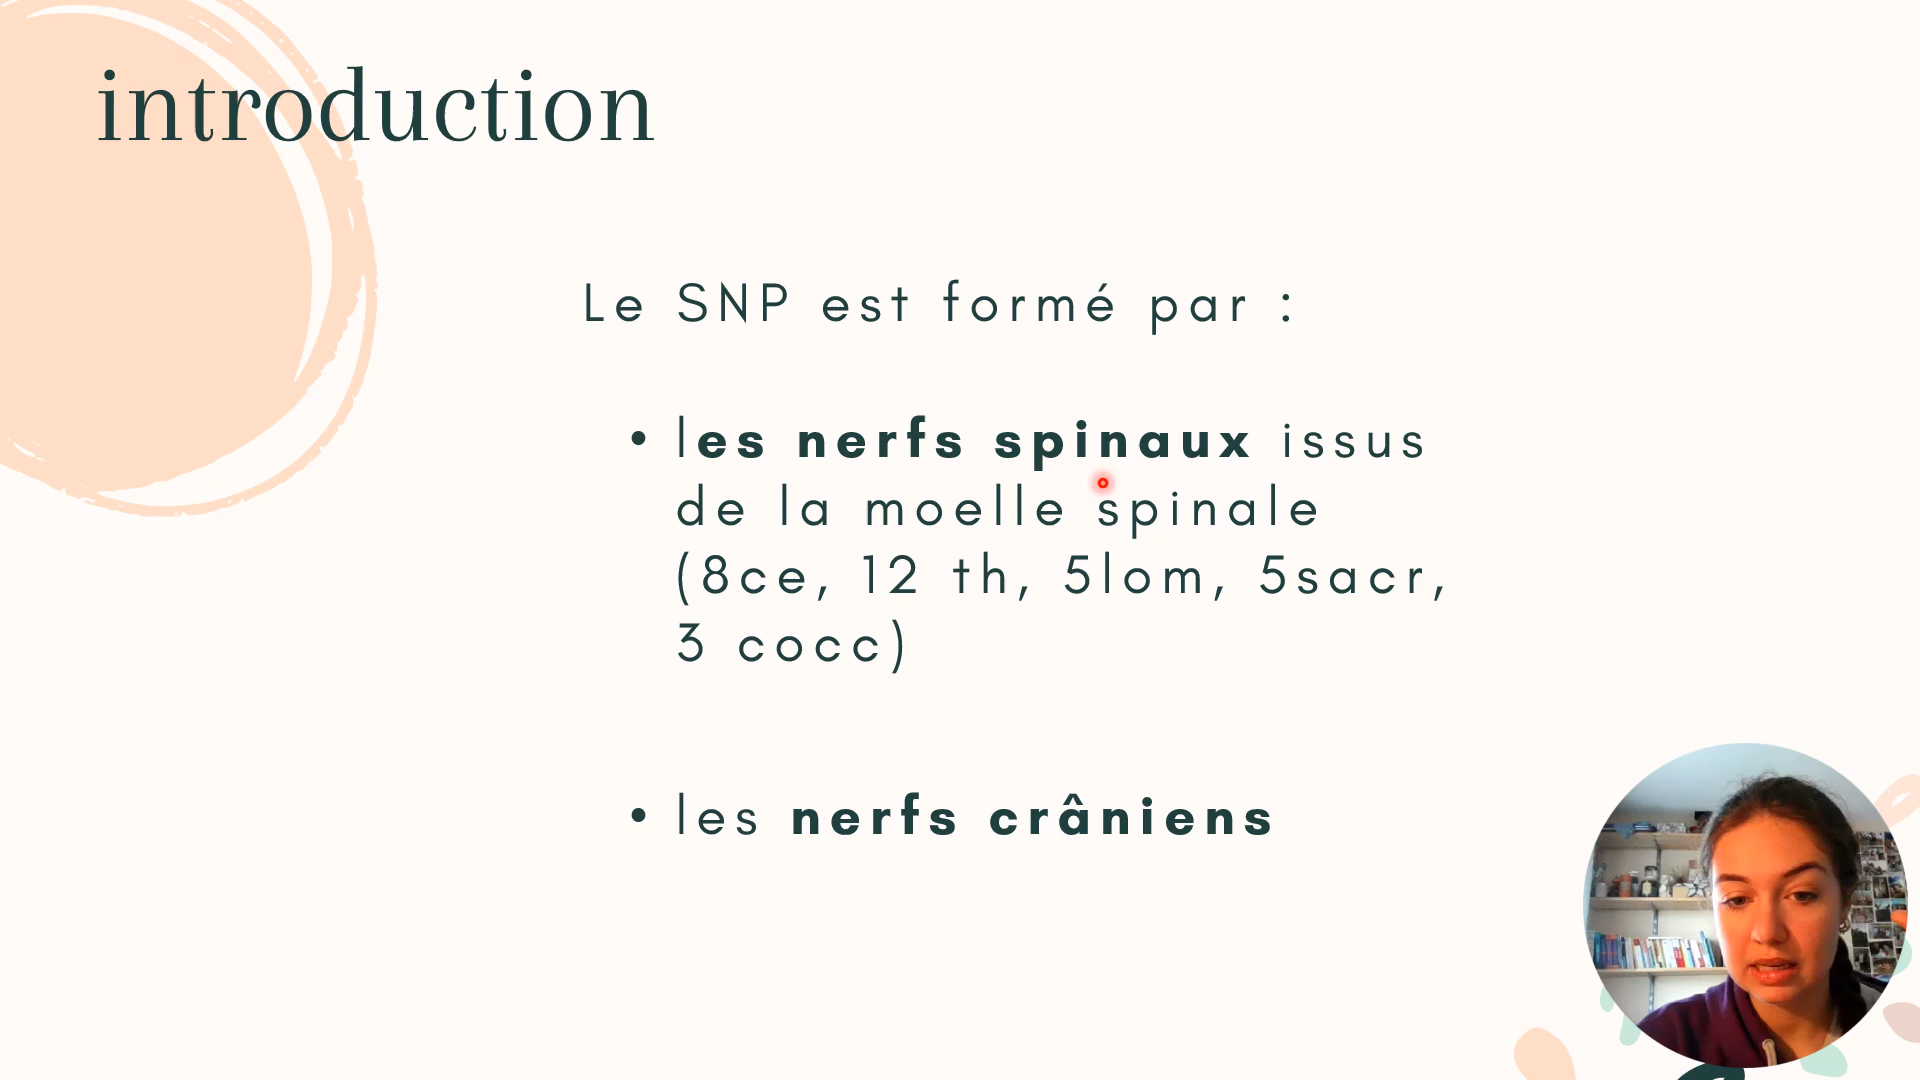 introduction
Le SNP est formé par :
• les nerfs spinaux issus
de la moelle spinale
(8ce, 12 th, 5lom, 5sacr,
3 cocc)
• les nerfs crâniens